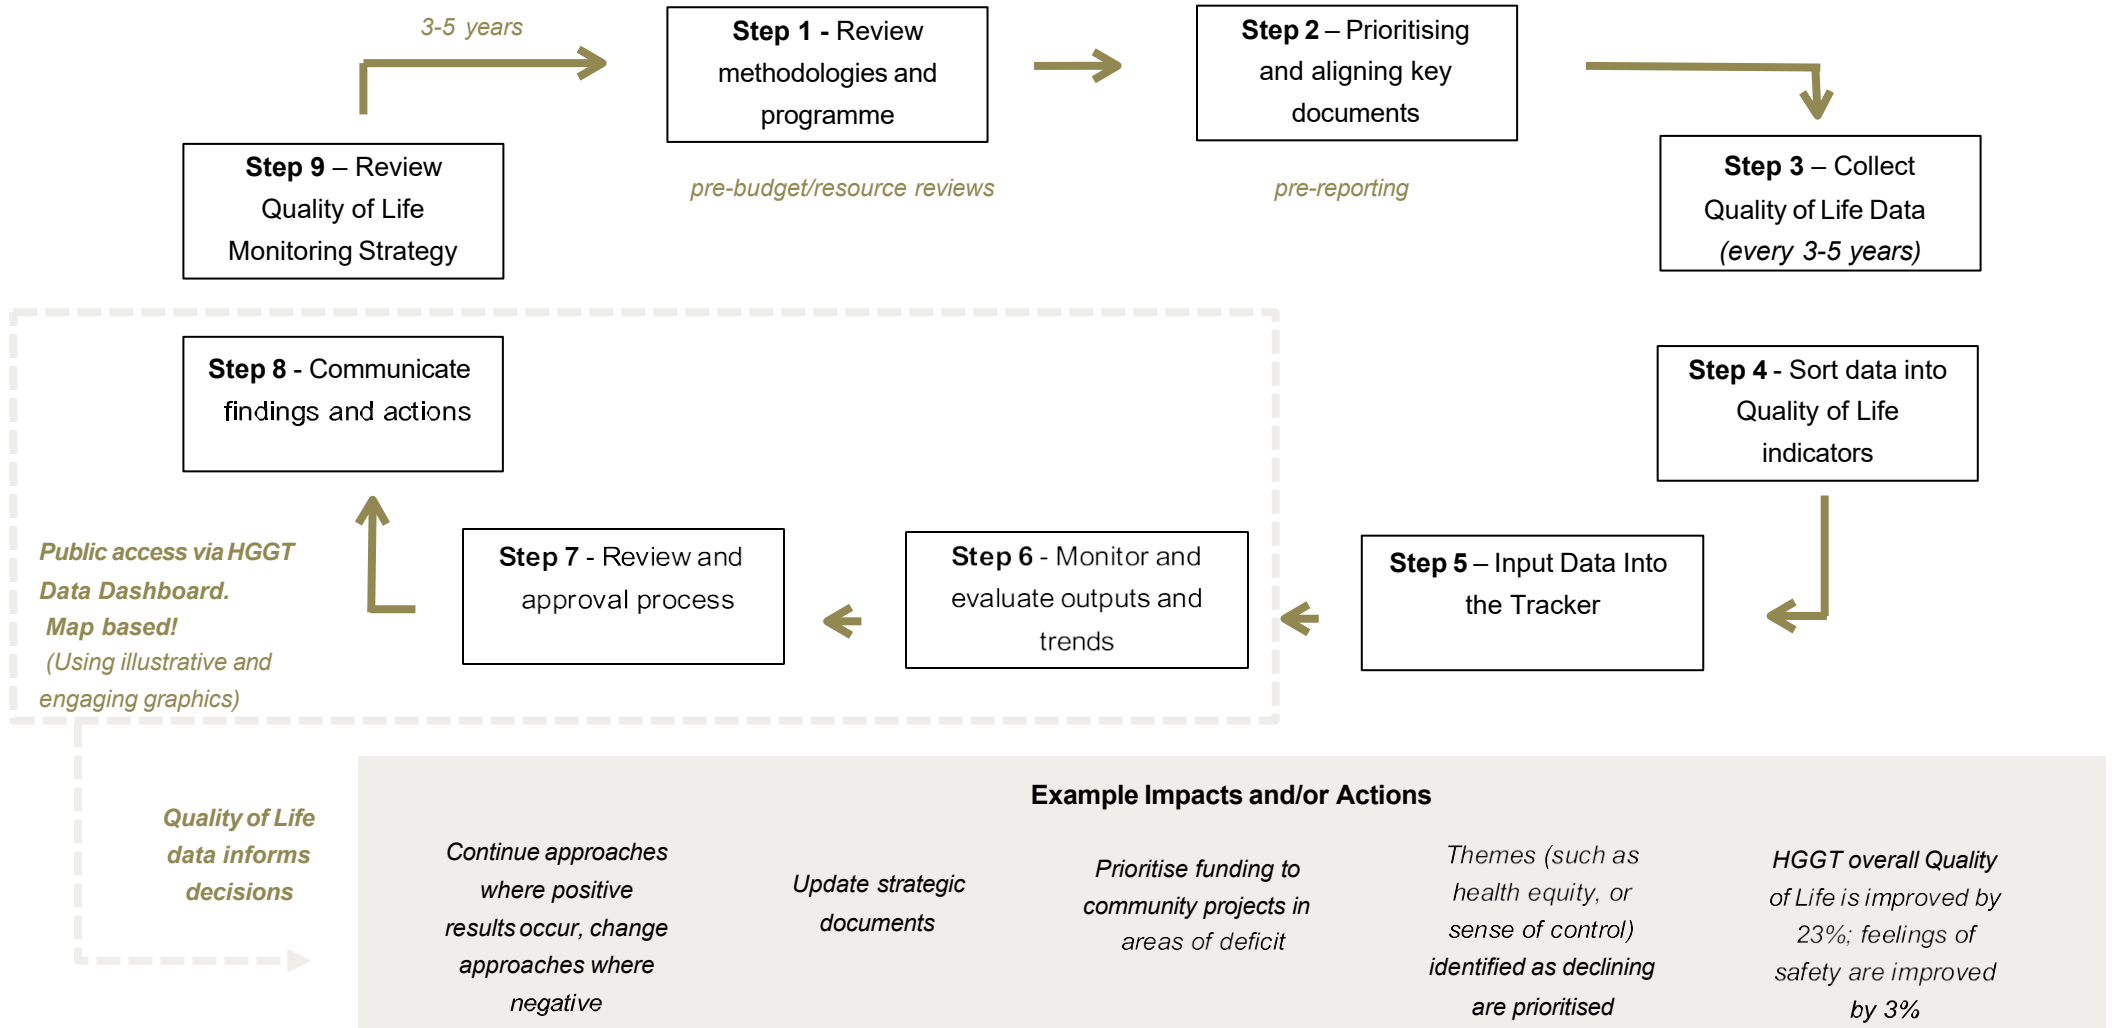 3-5 years
Step 1 - Review
methodologies and
programme
pre-budget/resource reviews
Step 2 – Prioritising
and aligning key
documents
pre-reporting
Step 3 – Collect
Quality of Life Data
(every 3-5 years)
Step 4 - Sort data into
Quality of Life
indicators
Step 5 – Input Data Into
the Tracker
Step 6 - Monitor and
evaluate outputs and
trends
Step 7 - Review and
approval process
Step 8 - Communicate
findings and actions
Step 9 – Review
Quality of Life
Monitoring Strategy
Public access via HGGT
Data Dashboard.
Map based!
(Using illustrative and
engaging graphics)
Quality of Life
data informs
decisions
Example Impacts and/or Actions
Continue approaches
where positive
results occur, change
approaches where
negative
Update strategic
documents
Prioritise funding to
community projects in
areas of deficit
Themes (such as
health equity, or
sense of control)
identified as declining
are prioritised
HGGT overall Quality
of Life is improved by
23%; feelings of
safety are improved
by 3%